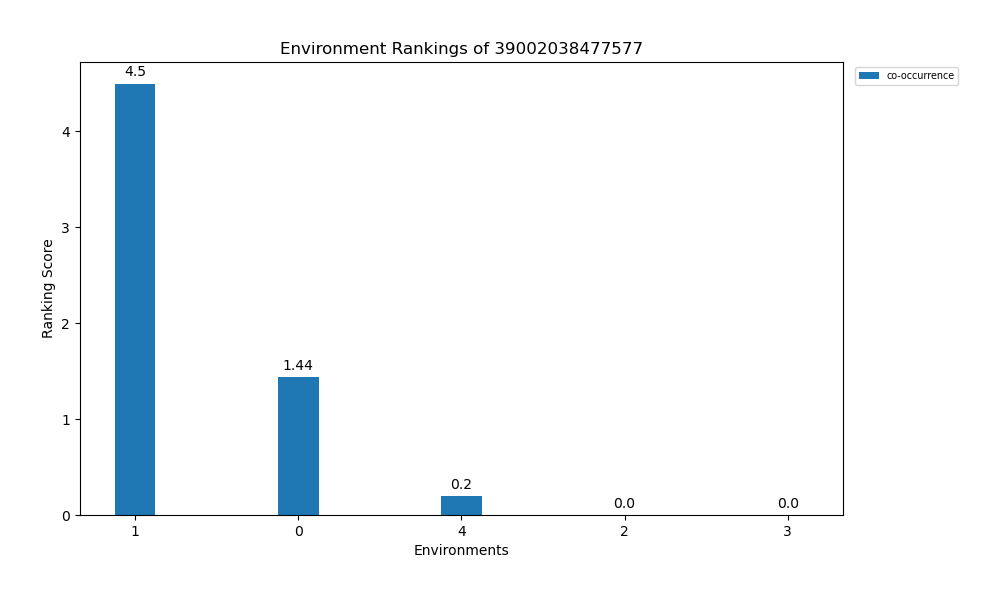 Environment Rankings of 39002038477577
co-occurrence
4.5
1.44
0.2
0.0
0.0
Ranking Score
4
3
2
1
0
1 0 4 2 3
Environments